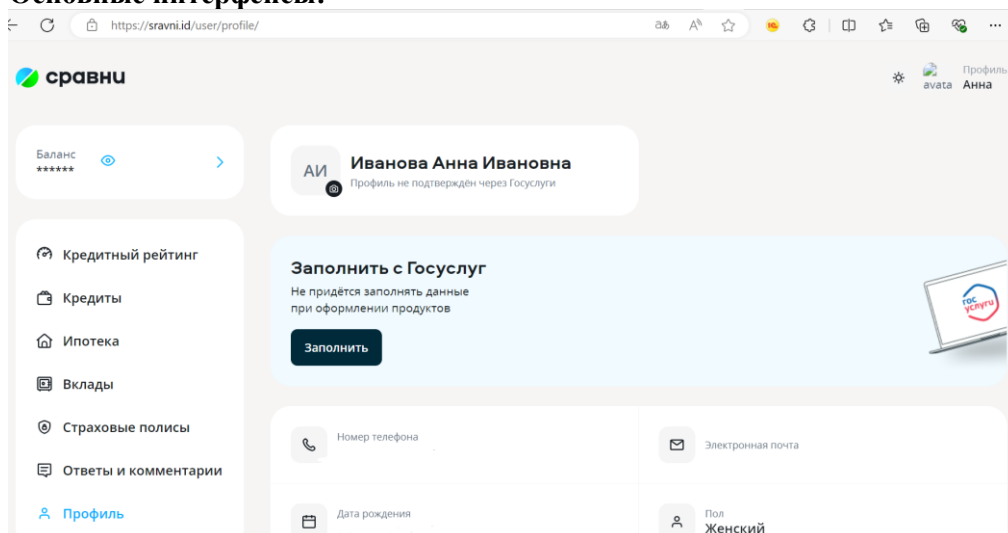 Основные интерфейсы:
https://sravni.id/user/profile/
сравни
Профиль
avata Анна
Баланс
******
АИ
Иванова Анна Ивановна
Профиль не подтверждён через Госуслуги
Кредитный рейтинг
Кредиты
Ипотека
Вклады
Страховые полисы
Ответы и комментарии
Профиль
Заполнить с Госуслуг
Не придётся заполнять данные
при оформлении продуктов
Заполнить
гос
услуги
Номер телефона
Электронная почта
Дата рождения
Пол
Женский